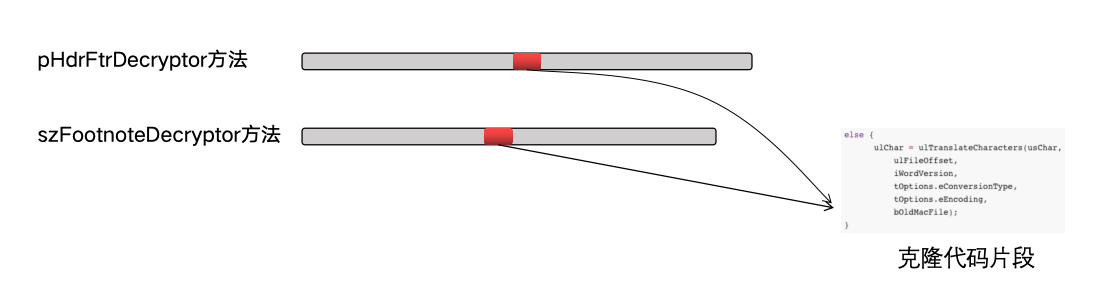 pHdrFtrDecryptor方法
szFootnoteDecryptor方法
else {
ulChar = ulTranslateCharacters(usChar,
ulFileOffset,
iWordVersion,
tOptions.eConversionType,
tOptions.eEncoding,
bOldMacFile);
}
克隆代码片段